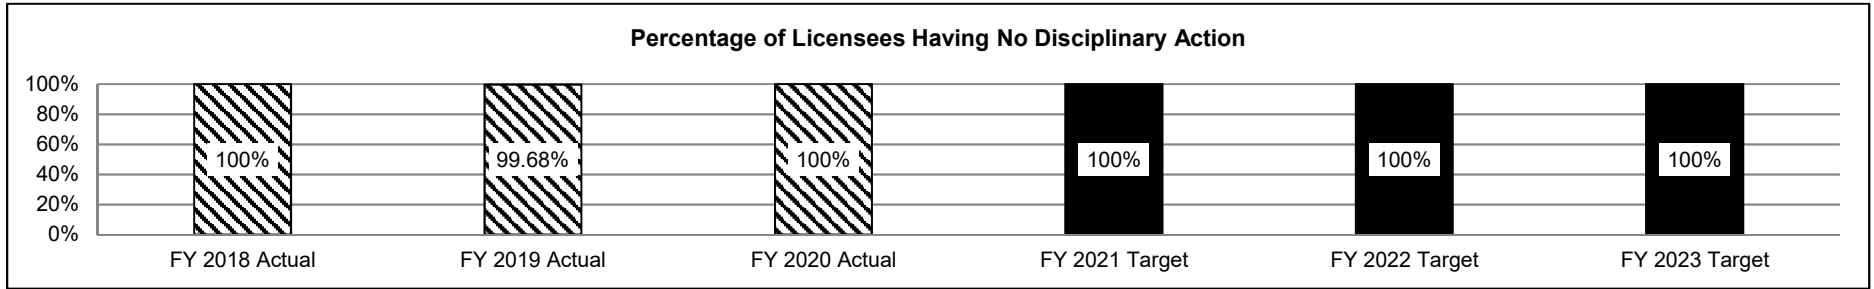 Percentage of Licensees Having No Disciplinary Action
100%
80%
60%
40%
20%
0%
100%
99.68%
100%
100%
100%
100%
FY 2018 Actual
FY 2019 Actual
FY 2020 Actual
FY 2021 Target
FY 2022 Target
FY 2023 Target